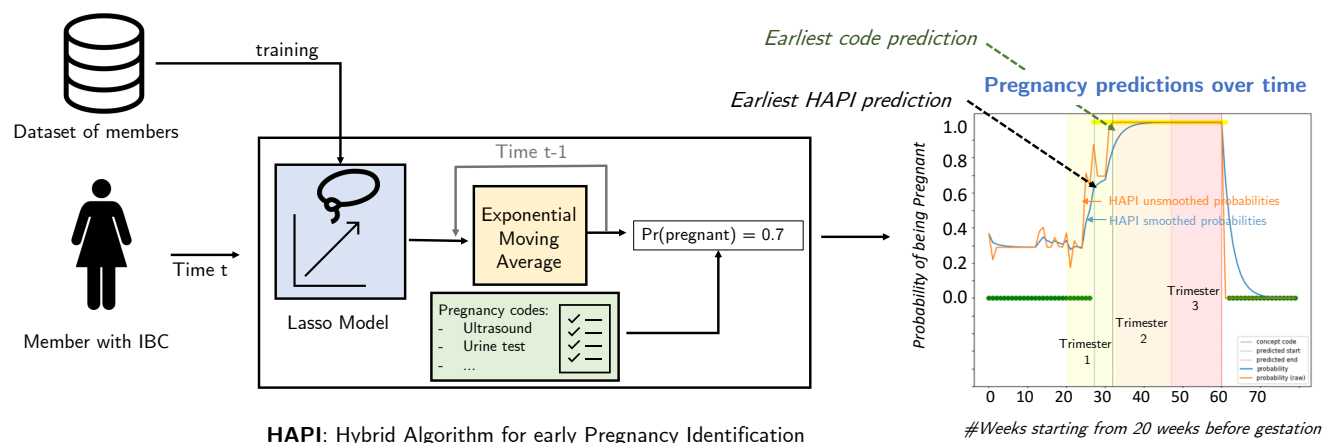 training
Dataset of members
Member with IBC
Time t
Time t-1
Lasso Model
Exponential
Moving
Average
Pr(pregnant) = 0.7
Pregnancy codes:
- Ultrasound
- Urine test
- ...
HAPI: Hybrid Algorithm for early Pregnancy Identification
Earliest code prediction
Earliest HAPI prediction
Pregnancy predictions over time
Probability of being Pregnant
1.0
0.8
0.6
0.4
0.2
0.0
HAPI unsmoothed probabilities
HAPI smoothed probabilities
Trimester
1
Trimester
2
Trimester
3
concept code
predicted start
predicted end
probability
probability (raw)
0 10 20 30 40 50 60 70
#Weeks starting from 20 weeks before gestation